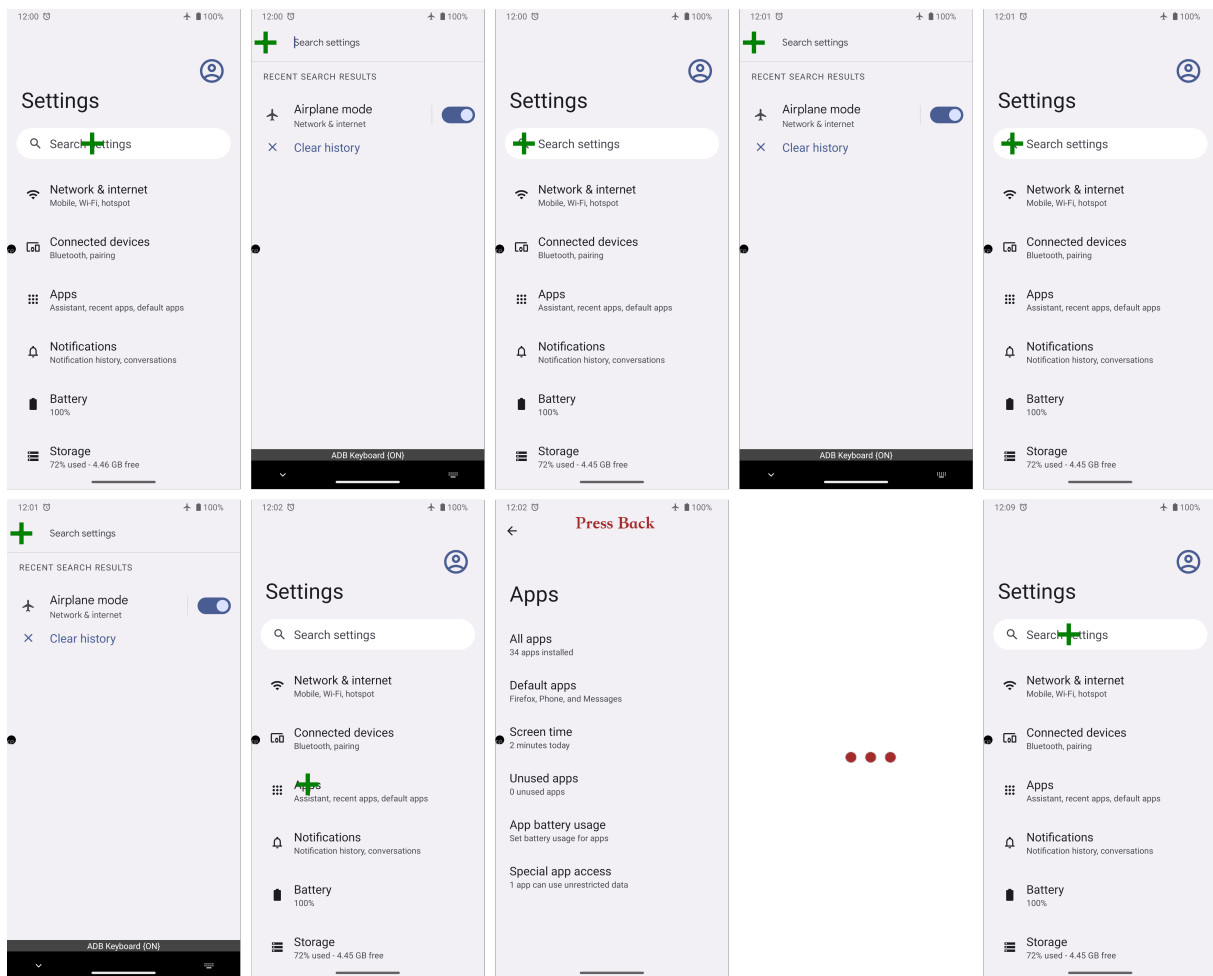 12:00 100%
Settings
Search settings
Network & internet
Mobile, Wi-Fi, hotspot
Connected devices
Bluetooth, pairing
Apps
Assistant, recent apps, default apps
Notifications
Notification history, conversations
Battery
100%
Storage
72% used - 4.46 GB free
12:00 100%
Search settings
RECENT SEARCH RESULTS
Airplane mode
Network & internet
Clear history
ADB Keyboard {ON}
12:00 100%
Settings
Search settings
Network & internet
Mobile, Wi-Fi, hotspot
Connected devices
Bluetooth, pairing
Apps
Assistant, recent apps, default apps
Notifications
Notification history, conversations
Battery
100%
Storage
72% used - 4.45 GB free
12:01 100%
Search settings
RECENT SEARCH RESULTS
Airplane mode
Network & internet
Clear history
ADB Keyboard {ON}
12:01 100%
Settings
Search settings
Network & internet
Mobile, Wi-Fi, hotspot
Connected devices
Bluetooth, pairing
Apps
Assistant, recent apps, default apps
Notifications
Notification history, conversations
Battery
100%
Storage
72% used - 4.45 GB free
12:01 100%
Search settings
RECENT SEARCH RESULTS
Airplane mode
Network & internet
Clear history
ADB Keyboard {ON}
12:02 100%
Settings
Search settings
Network & internet
Mobile, Wi-Fi, hotspot
Connected devices
Bluetooth, pairing
Apps
Assistant, recent apps, default apps
Notifications
Notification history, conversations
Battery
100%
Storage
72% used - 4.45 GB free
12:02 100%
Press Back
Apps
All apps
34 apps installed
Default apps
Firefox, Phone, and Messages
Screen time
2 minutes today
Unused apps
0 unused apps
App battery usage
Set battery usage for apps
Special app access
1 app can use unrestricted data
12:09 100%
Settings
Search settings
Network & internet
Mobile, Wi-Fi, hotspot
Connected devices
Bluetooth, pairing
Apps
Assistant, recent apps, default apps
Notifications
Notification history, conversations
Battery
100%
Storage
72% used - 4.45 GB free